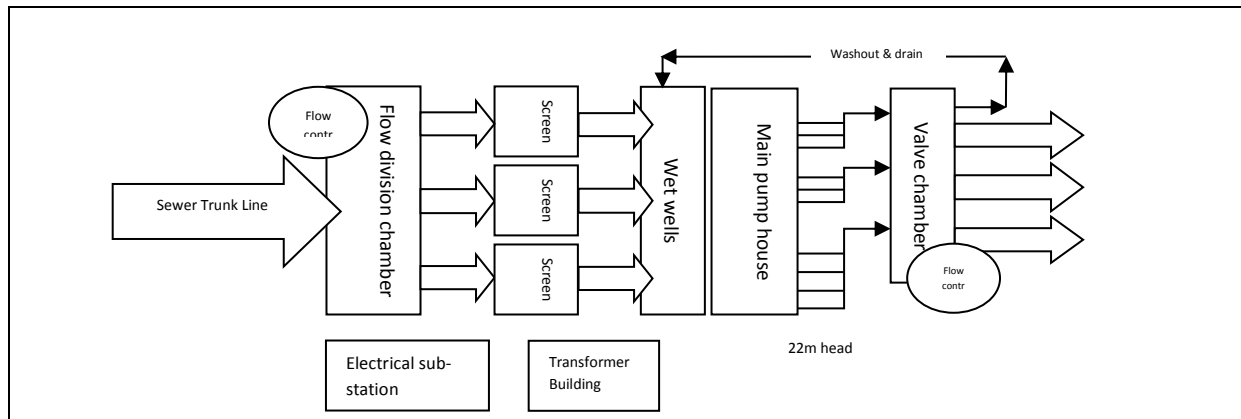 Washout & drain
Flow
contr
Flow division chamber
Screen
Screen
Screen
Wet wells
Main pump house
Valve chamber
Sewer Trunk Line
Flow
contr
22m head
Electrical sub-
station
Transformer
Building